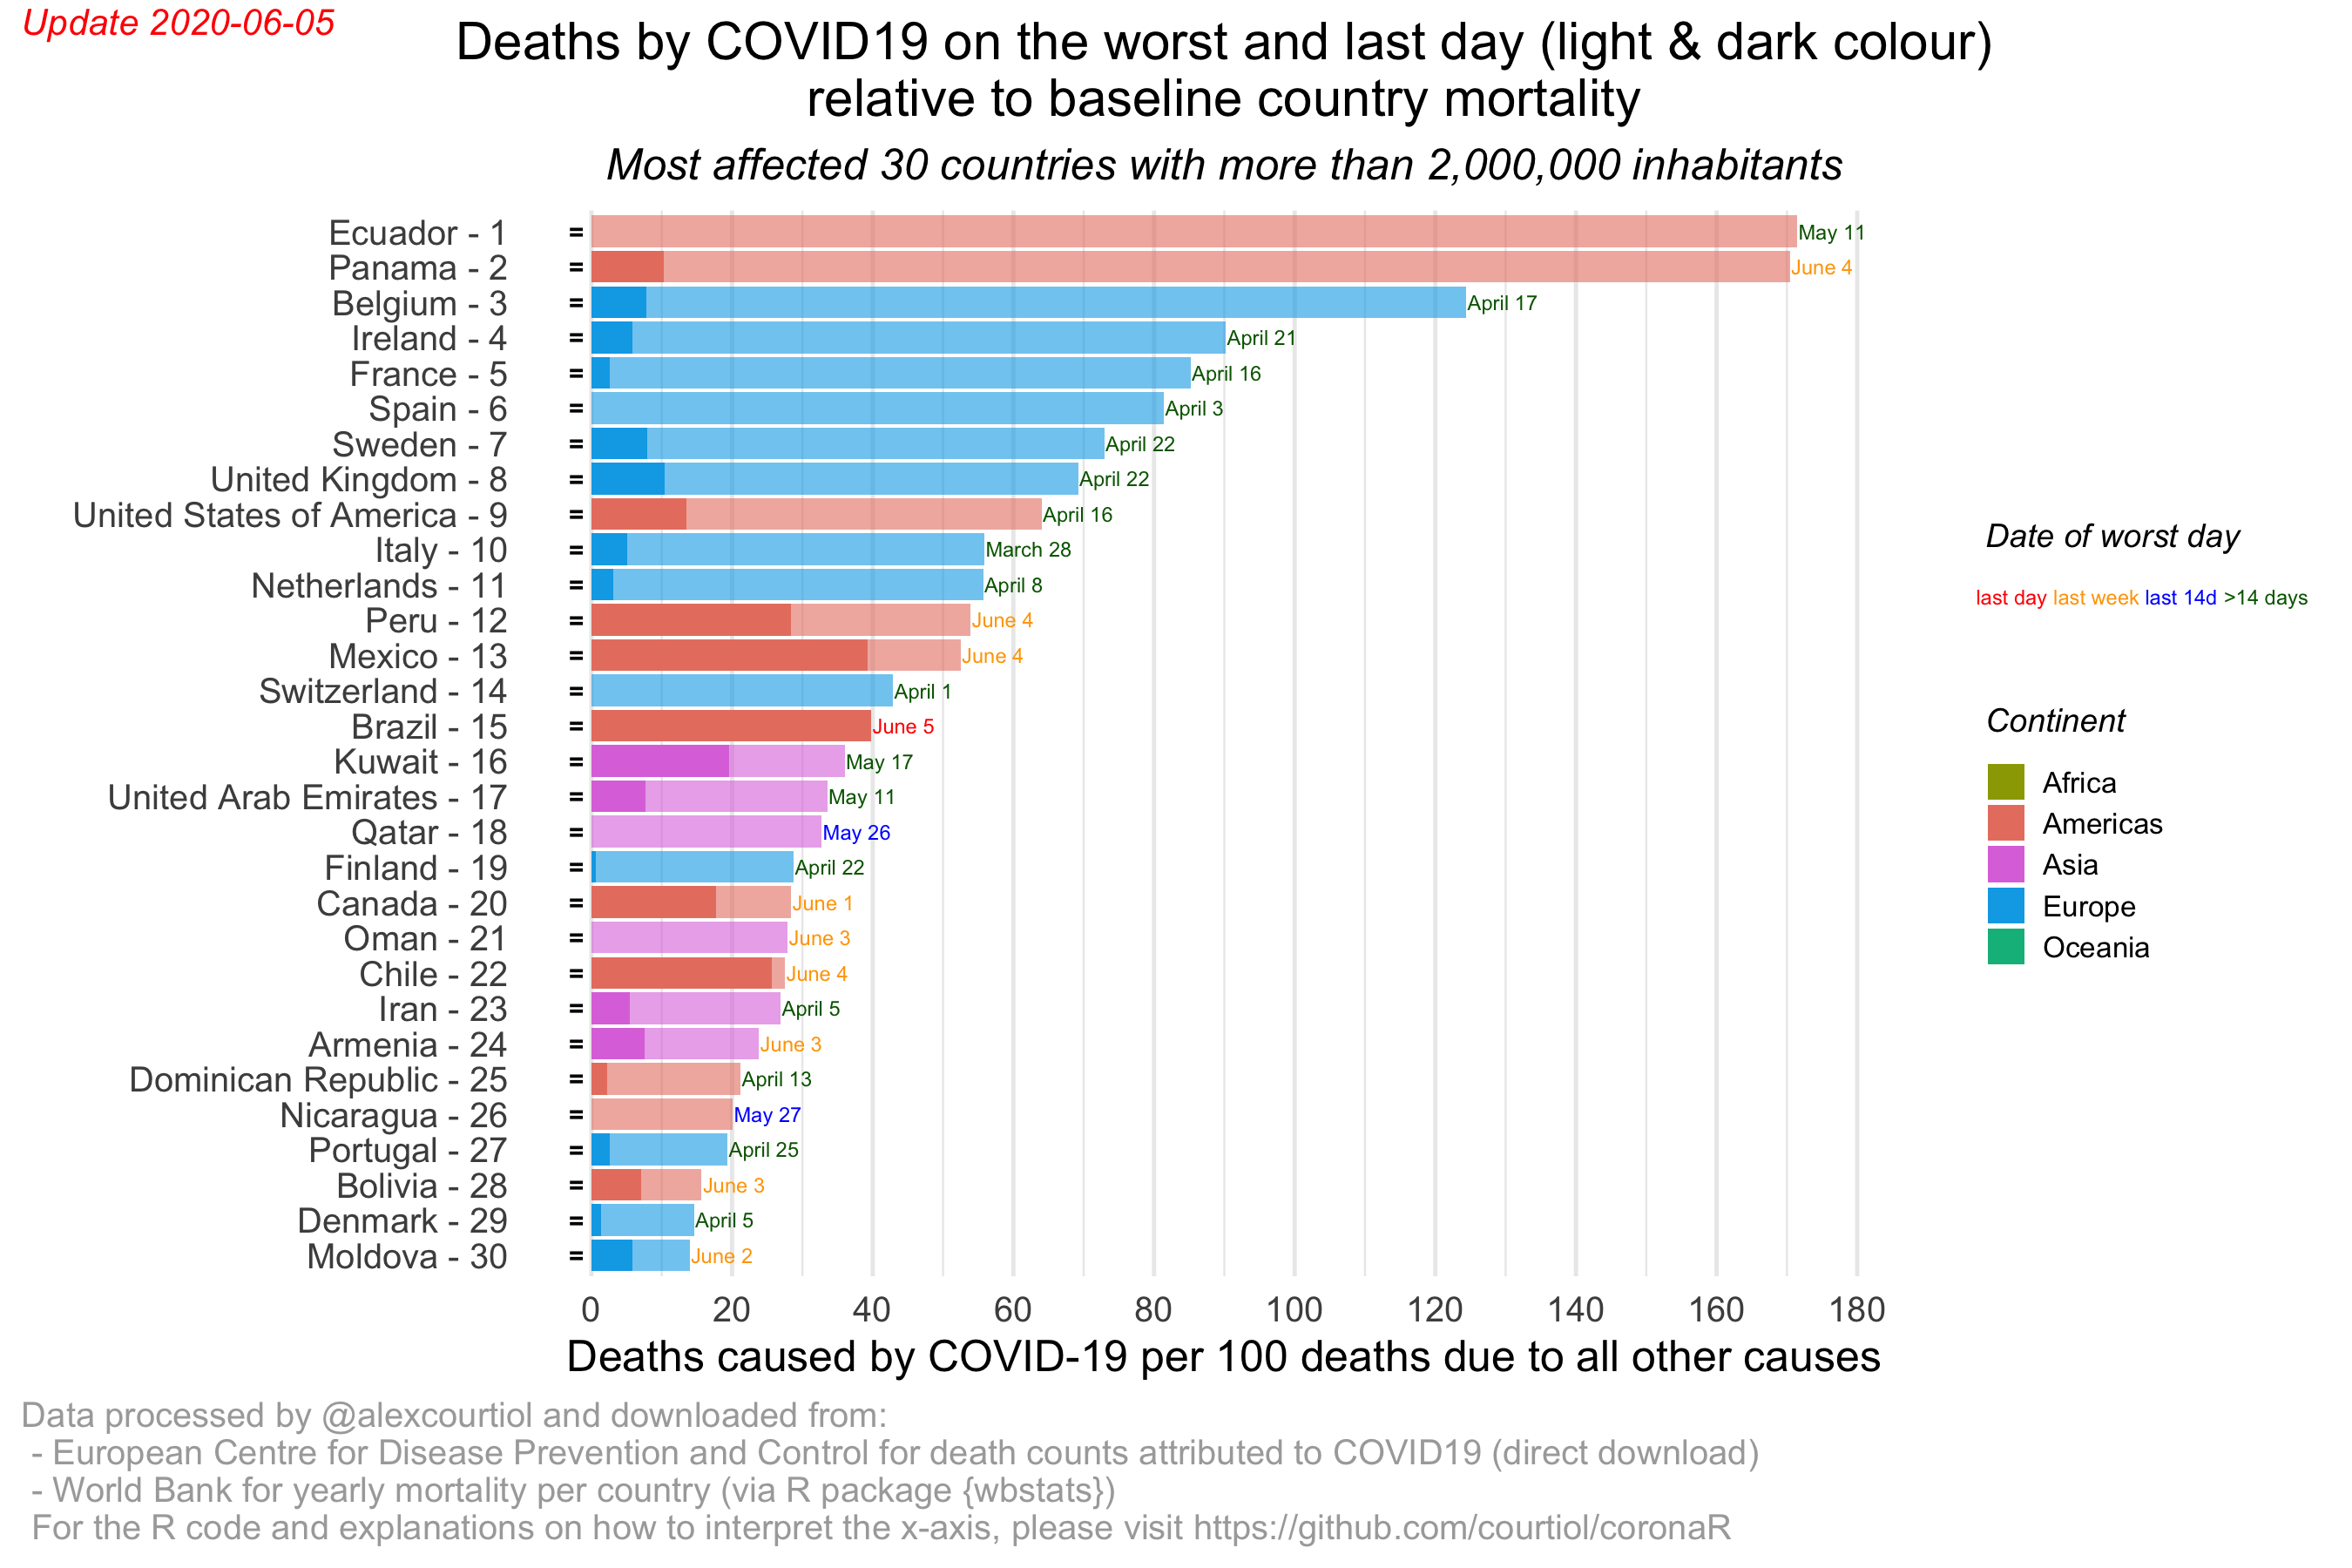 Update 2020-06-05
Deaths by COVID19 on the worst and last day (light & dark colour)
relative to baseline country mortality
Most affected 30 countries with more than 2,000,000 inhabitants
Ecuador - 1 = May 11
Panama - 2 = June 4
Belgium - 3 = April 17
Ireland - 4 = April 21
France - 5 = April 16
Spain - 6 = April 3
Sweden - 7 = April 22
United Kingdom - 8 = April 22
United States of America - 9 = April 16
Italy - 10 = March 28
Netherlands - 11 = April 8
Peru - 12 = June 4
Mexico - 13 = June 4
Switzerland - 14 = April 1
Brazil - 15 = June 5
Kuwait - 16 = May 17
United Arab Emirates - 17 = May 11
Qatar - 18 = May 26
Finland - 19 = April 22
Canada - 20 = June 1
Oman - 21 = June 3
Chile - 22 = June 4
Iran - 23 = April 5
Armenia - 24 = June 3
Dominican Republic - 25 = April 13
Nicaragua - 26 = May 27
Portugal - 27 = April 25
Bolivia - 28 = June 3
Denmark - 29 = April 5
Moldova - 30 = June 2
0 20 40 60 80 100 120 140 160 180
Deaths caused by COVID-19 per 100 deaths due to all other causes
Date of worst day
last day last week last 14d >14 days
Continent
Africa
Americas
Asia
Europe
Oceania
Data processed by @alexcourtiol and downloaded from:
- European Centre for Disease Prevention and Control for death counts attributed to COVID19 (direct download)
- World Bank for yearly mortality per country (via R package {wbstats})
For the R code and explanations on how to interpret the x-axis, please visit https://github.com/courtiol/coronaR